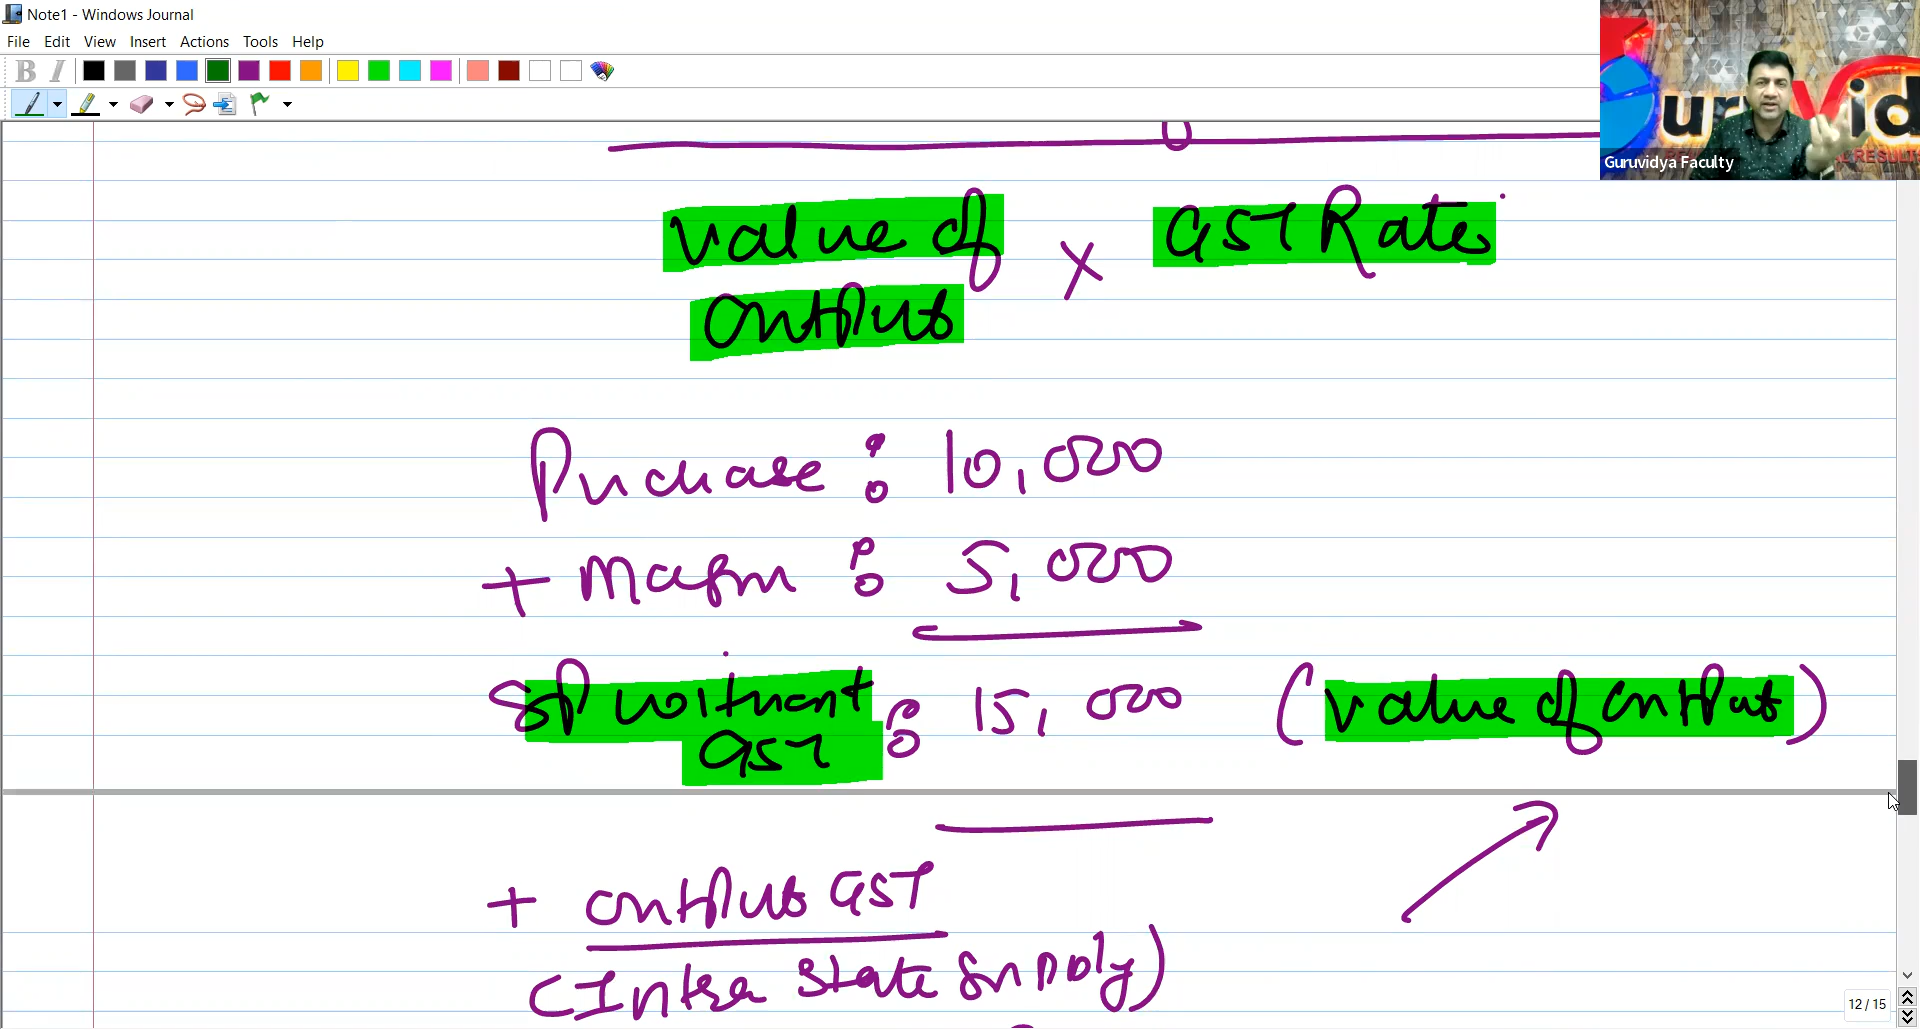 Note1 - Windows Journal
File Edit View Insert Actions Tools Help
B I
Guruvidya Faculty
Value of × GST Rate
Output
Purchase : 10,000
+ Margin : 5,000
SP without : 15,000 (Value of Output)
GST
+ Output GST
(Intra State Supply)
12 / 15